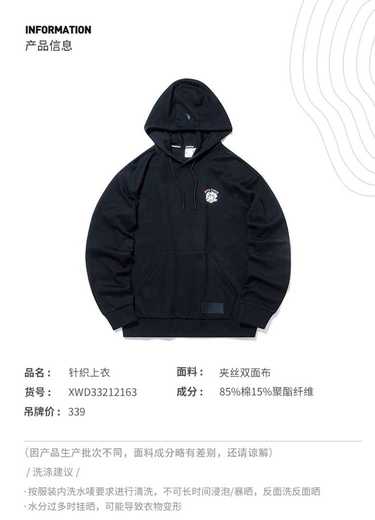 INFORMATION
产品信息
品名： 针织上衣
面料： 夹丝双面布
货号： XWD33212163
成分： 85%棉15%聚酯纤维
吊牌价： 339
（因产品生产批次不同，面料成分略有差别，还请谅解）
/ 洗涤建议 /
·按服装内洗水唛要求进行清洗，不可长时间浸泡/暴晒，反面洗反面晒
·水分过多时挂晒，可能导致衣物变形